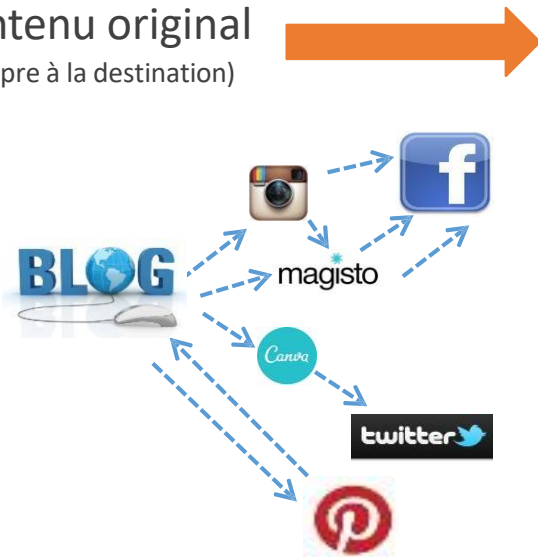 ntenu original
pre à la destination)
f
BLOG
magisto
Canva
twitter